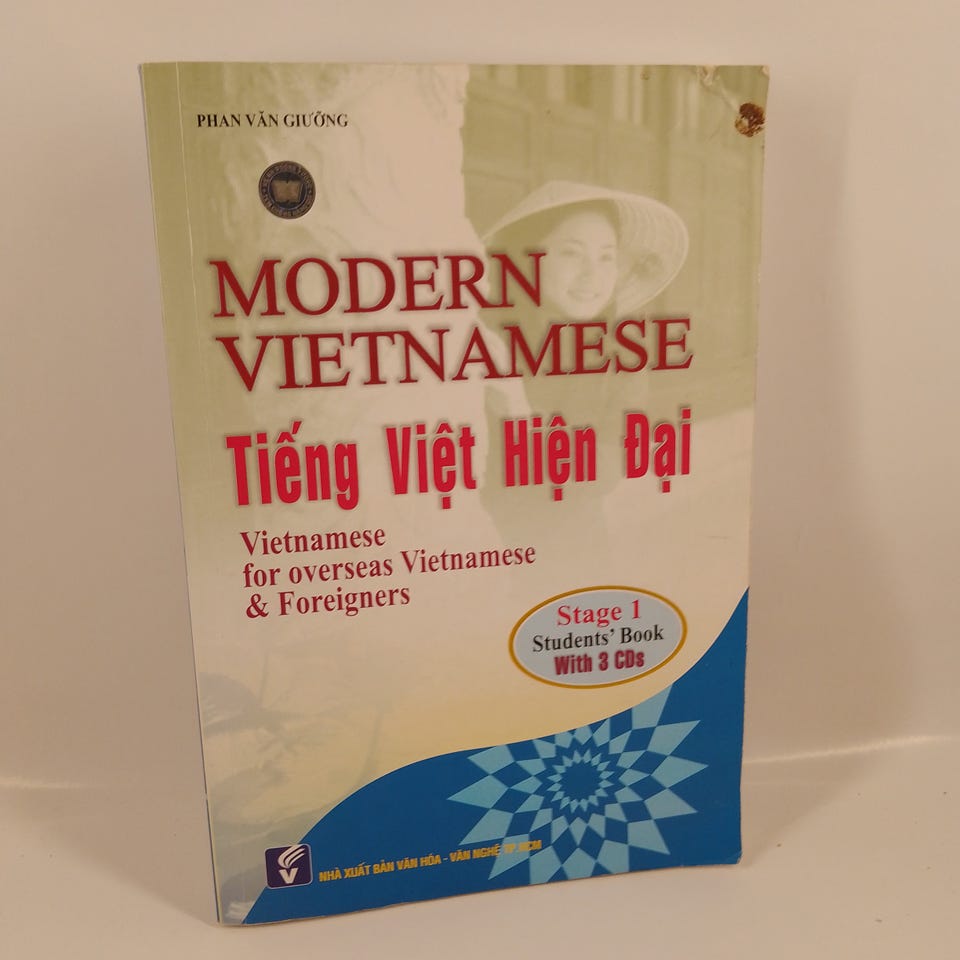 PHAN VĂN GIƯỠNG
MODERN
VIETNAMESE
Tiếng Việt Hiện Đại
Vietnamese
for overseas Vietnamese
& Foreigners
Stage 1
Students' Book
With 3 CDs
V
NHÀ XUẤT BẢN VĂN HÓA - VĂN NGHỆ TP.HCM